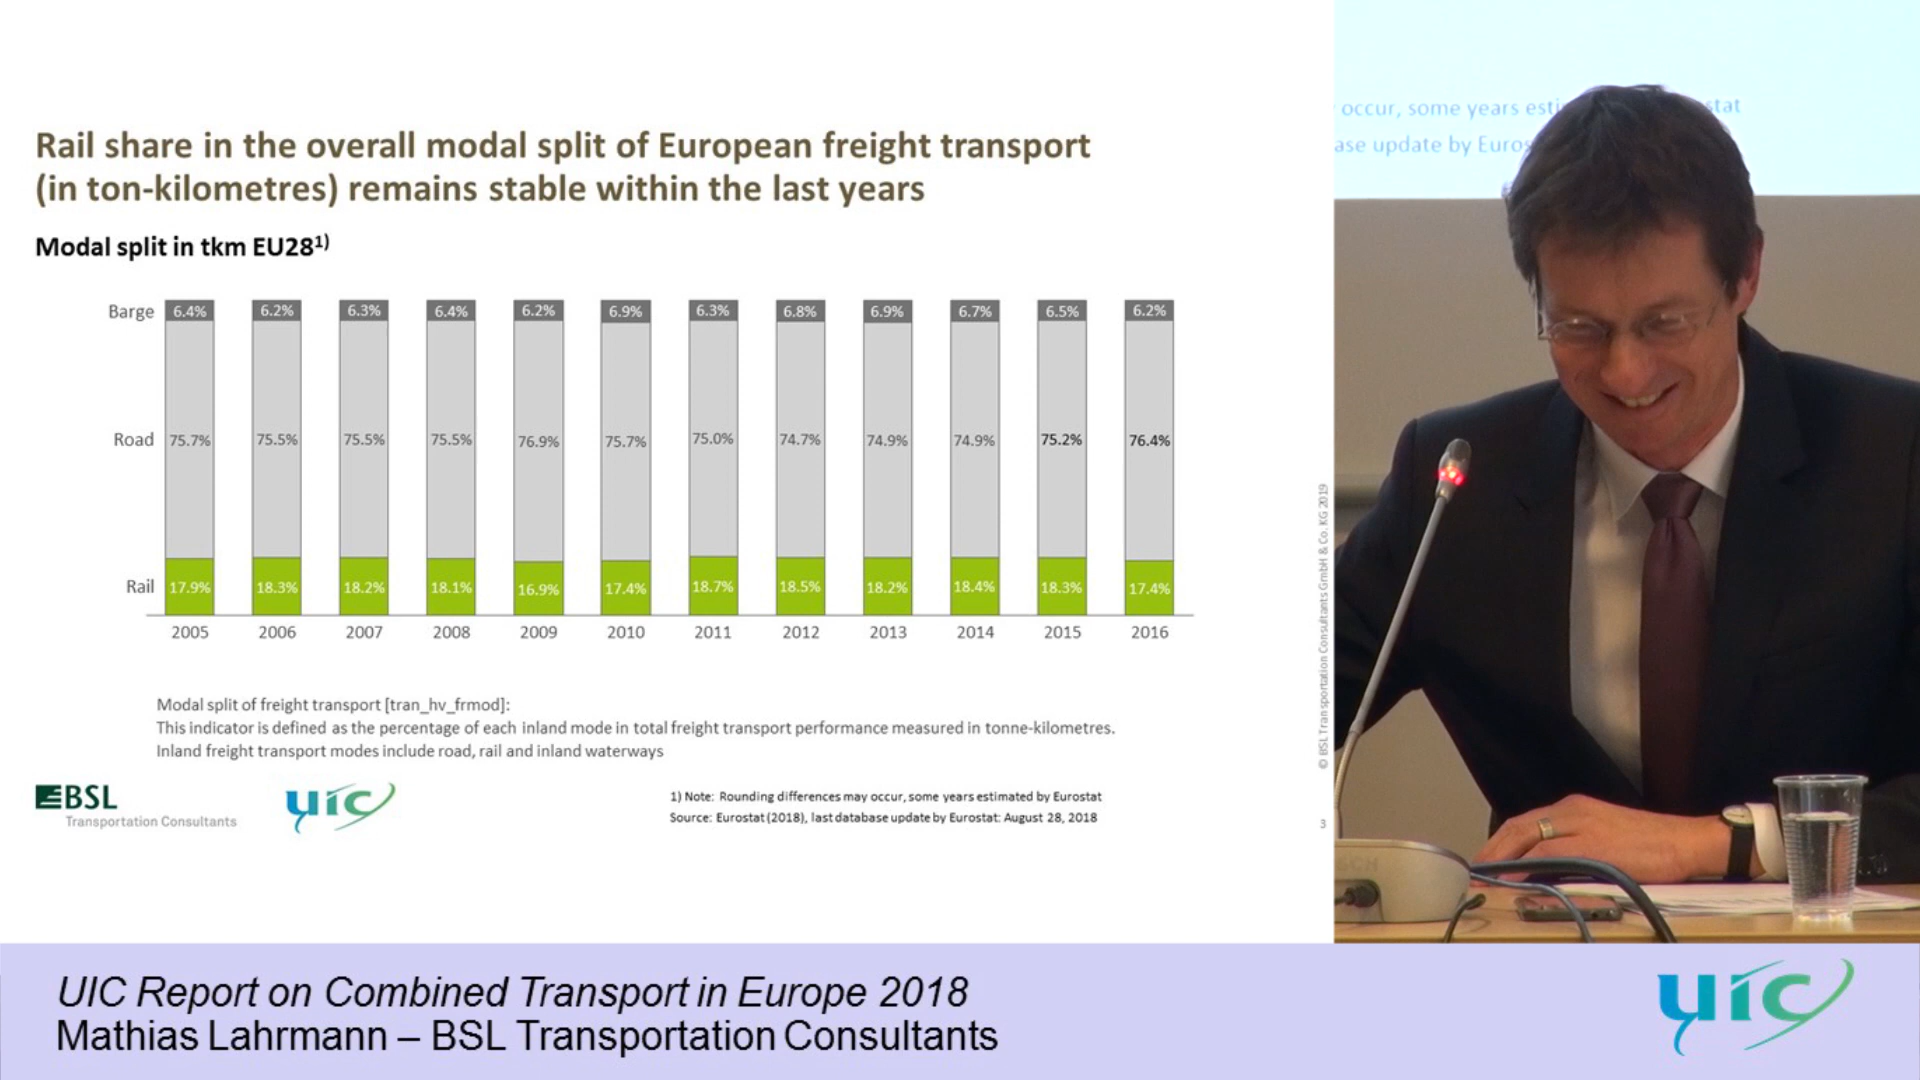 Rail share in the overall modal split of European freight transport
(in ton-kilometres) remains stable within the last years
Modal split in tkm EU28¹⁾
Barge 6.4% 6.2% 6.3% 6.4% 6.2% 6.9% 6.3% 6.8% 6.9% 6.7% 6.5% 6.2%
Road 75.7% 75.5% 75.5% 75.5% 76.9% 75.7% 75.0% 74.7% 74.9% 74.9% 75.2% 76.4%
Rail 17.9% 18.3% 18.2% 18.1% 16.9% 17.4% 18.7% 18.5% 18.2% 18.4% 18.3% 17.4%
2005 2006 2007 2008 2009 2010 2011 2012 2013 2014 2015 2016
Modal split of freight transport [tran_hv_frmod]:
This indicator is defined as the percentage of each inland mode in total freight transport performance measured in tonne-kilometres.
Inland freight transport modes include road, rail and inland waterways
BSL
Transportation Consultants
uic
1) Note: Rounding differences may occur, some years estimated by Eurostat
Source: Eurostat (2018), last database update by Eurostat: August 28, 2018
© BSL Transportation Consultants GmbH & Co. KG 2019
3
occur, some years esti stat
ase update by Euros
UIC Report on Combined Transport in Europe 2018
Mathias Lahrmann – BSL Transportation Consultants
uic